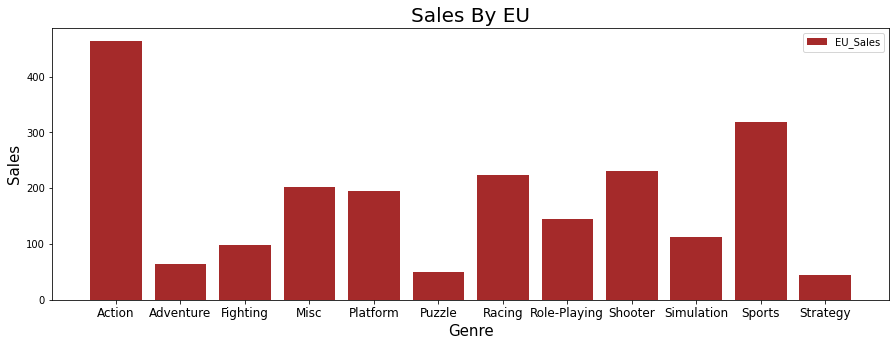 Sales By EU
EU_Sales
Sales
400
300
200
100
0
Action Adventure Fighting Misc Platform Puzzle Racing Role-Playing Shooter Simulation Sports Strategy
Genre